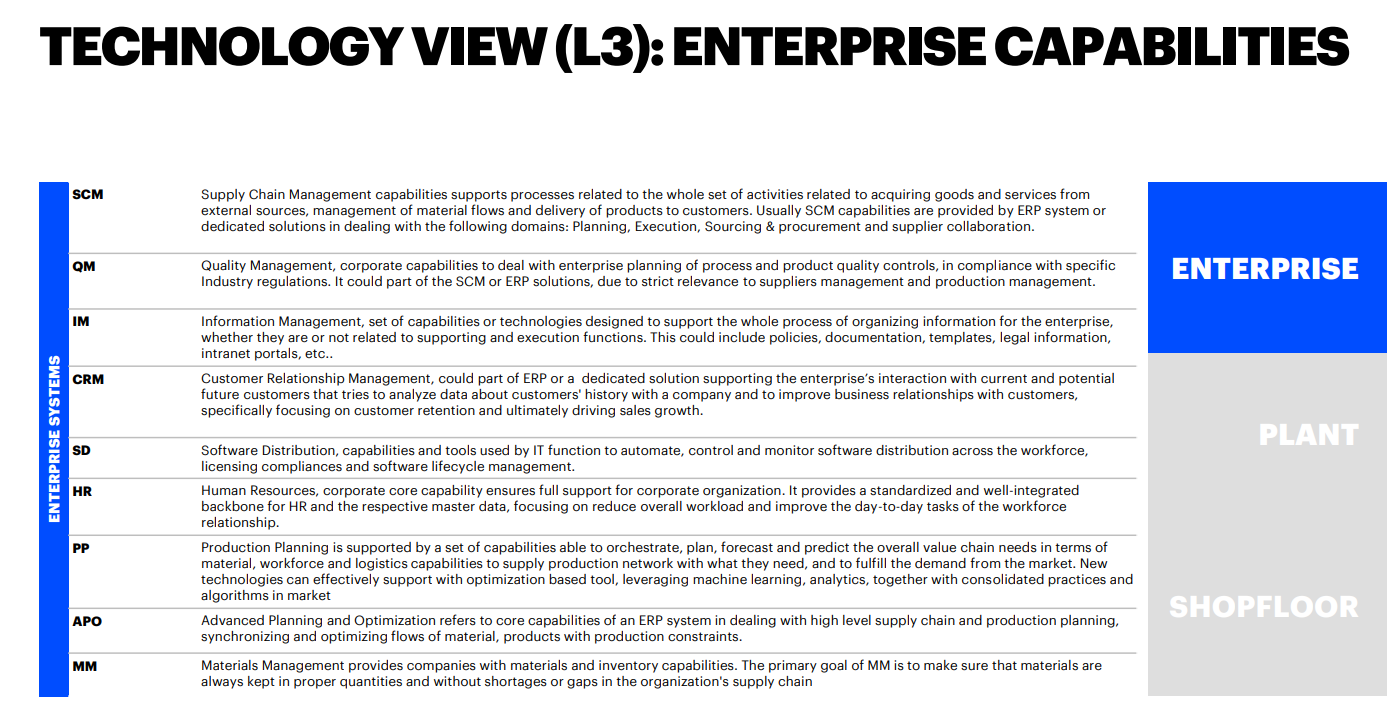 TECHNOLOGY VIEW (L3): ENTERPRISE CAPABILITIES
ENTERPRISE SYSTEMS
SCM
Supply Chain Management capabilities supports processes related to the whole set of activities related to acquiring goods and services from
external sources, management of material flows and delivery of products to customers. Usually SCM capabilities are provided by ERP system or
dedicated solutions in dealing with the following domains: Planning, Execution, Sourcing & procurement and supplier collaboration.
QM
Quality Management, corporate capabilities to deal with enterprise planning of process and product quality controls, in compliance with specific
Industry regulations. It could part of the SCM or ERP solutions, due to strict relevance to suppliers management and production management.
IM
Information Management, set of capabilities or technologies designed to support the whole process of organizing information for the enterprise,
whether they are or not related to supporting and execution functions. This could include policies, documentation, templates, legal information,
intranet portals, etc..
CRM
Customer Relationship Management, could part of ERP or a  dedicated solution supporting the enterprise’s interaction with current and potential
future customers that tries to analyze data about customers' history with a company and to improve business relationships with customers,
specifically focusing on customer retention and ultimately driving sales growth.
SD
Software Distribution, capabilities and tools used by IT function to automate, control and monitor software distribution across the workforce,
licensing compliances and software lifecycle management.
HR
Human Resources, corporate core capability ensures full support for corporate organization. It provides a standardized and well-integrated
backbone for HR and the respective master data, focusing on reduce overall workload and improve the day-to-day tasks of the workforce
relationship.
PP
Production Planning is supported by a set of capabilities able to orchestrate, plan, forecast and predict the overall value chain needs in terms of
material, workforce and logistics capabilities to supply production network with what they need, and to fulfill the demand from the market. New
technologies can effectively support with optimization based tool, leveraging machine learning, analytics, together with consolidated practices and
algorithms in market
APO
Advanced Planning and Optimization refers to core capabilities of an ERP system in dealing with high level supply chain and production planning,
synchronizing and optimizing flows of material, products with production constraints.
MM
Materials Management provides companies with materials and inventory capabilities. The primary goal of MM is to make sure that materials are
always kept in proper quantities and without shortages or gaps in the organization's supply chain
ENTERPRISE
PLANT
SHOPFLOOR